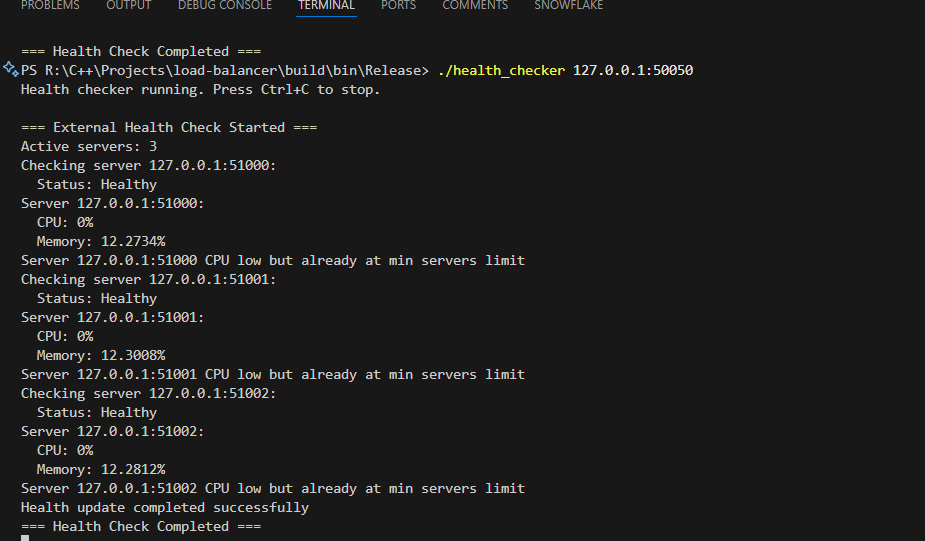 PROBLEMS OUTPUT DEBUG CONSOLE TERMINAL PORTS COMMENTS SNOWFLAKE
=== Health Check Completed ===
PS R:\C++\Projects\load-balancer\build\bin\Release> ./health_checker 127.0.0.1:50050
Health checker running. Press Ctrl+C to stop.
=== External Health Check Started ===
Active servers: 3
Checking server 127.0.0.1:51000:
  Status: Healthy
Server 127.0.0.1:51000:
  CPU: 0%
  Memory: 12.2734%
Server 127.0.0.1:51000 CPU low but already at min servers limit
Checking server 127.0.0.1:51001:
  Status: Healthy
Server 127.0.0.1:51001:
  CPU: 0%
  Memory: 12.3008%
Server 127.0.0.1:51001 CPU low but already at min servers limit
Checking server 127.0.0.1:51002:
  Status: Healthy
Server 127.0.0.1:51002:
  CPU: 0%
  Memory: 12.2812%
Server 127.0.0.1:51002 CPU low but already at min servers limit
Health update completed successfully
=== Health Check Completed ===